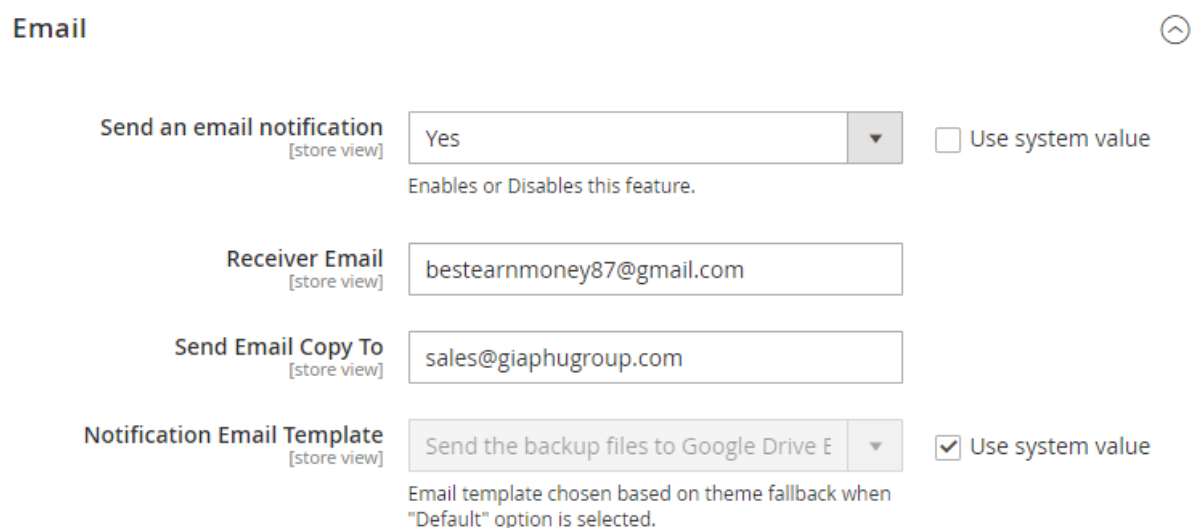 Email
Send an email notification
[store view]
Yes
Use system value
Enables or Disables this feature.
Receiver Email
[store view]
bestearnmoney87@gmail.com
Send Email Copy To
[store view]
sales@giaphugroup.com
Notification Email Template
[store view]
Send the backup files to Google Drive E
Use system value
Email template chosen based on theme fallback when
"Default" option is selected.